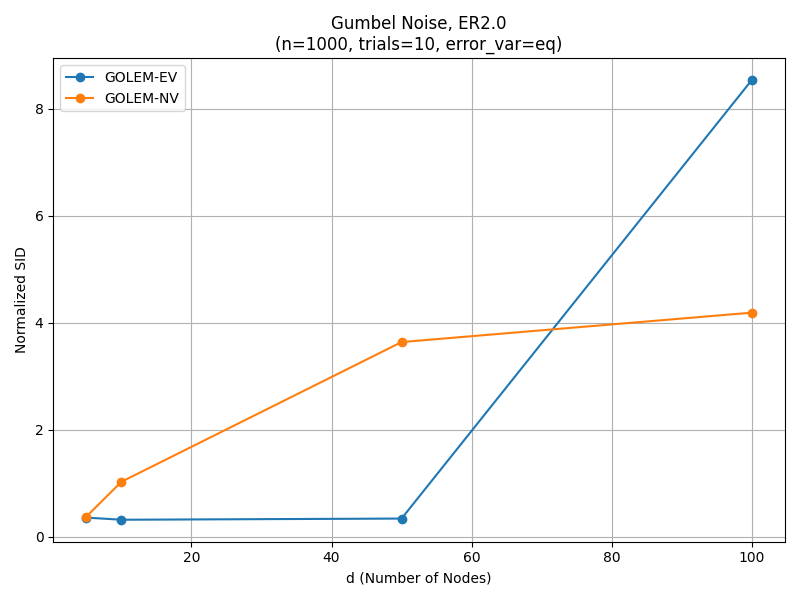 Gumbel Noise, ER2.0
(n=1000, trials=10, error_var=eq)
GOLEM-EV
GOLEM-NV
Normalized SID
8
6
4
2
0
20
40
60
80
100
d (Number of Nodes)